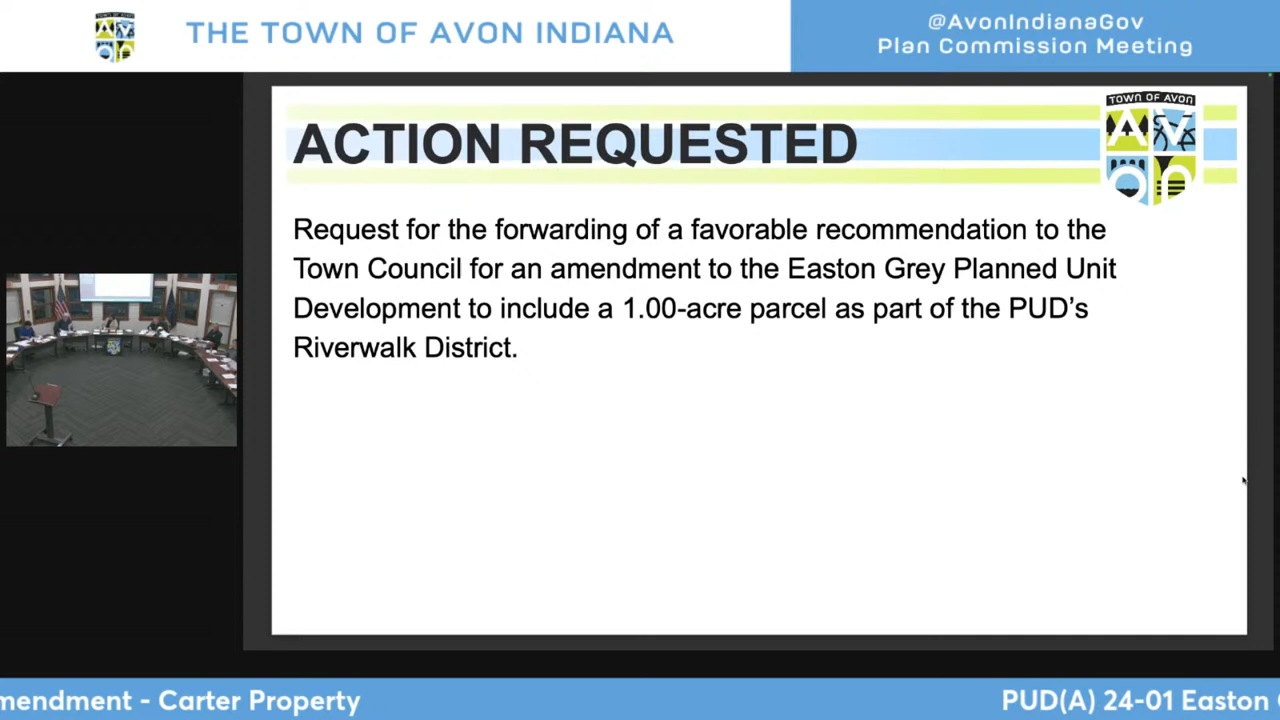 THE TOWN OF AVON INDIANA
@AvonIndianaGov
Plan Commission Meeting
ACTION REQUESTED
TOWN OF AVON
Avon
Request for the forwarding of a favorable recommendation to the
Town Council for an amendment to the Easton Grey Planned Unit
Development to include a 1.00-acre parcel as part of the PUD's
Riverwalk District.
mendment - Carter Property
PUD(A) 24-01 Easton